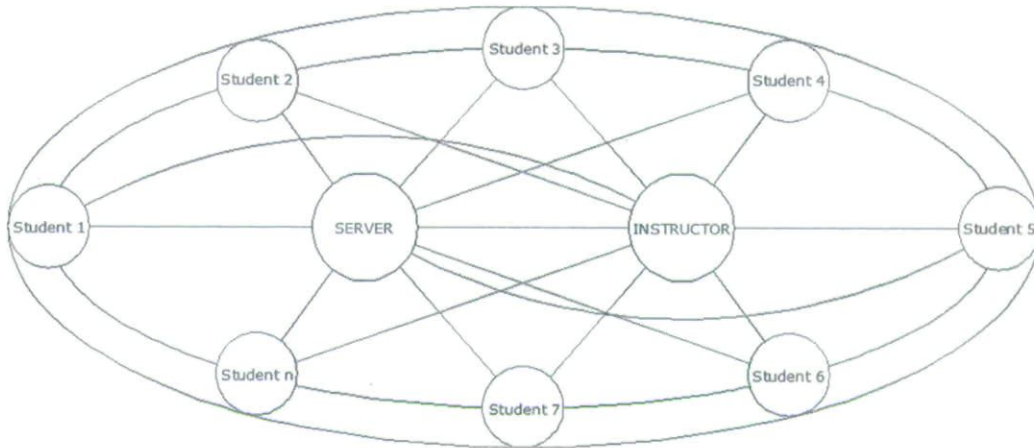 Student 3
Student 2
Student 4
Student 1
SERVER
INSTRUCTOR
Student 5
Student n
Student 6
Student 7